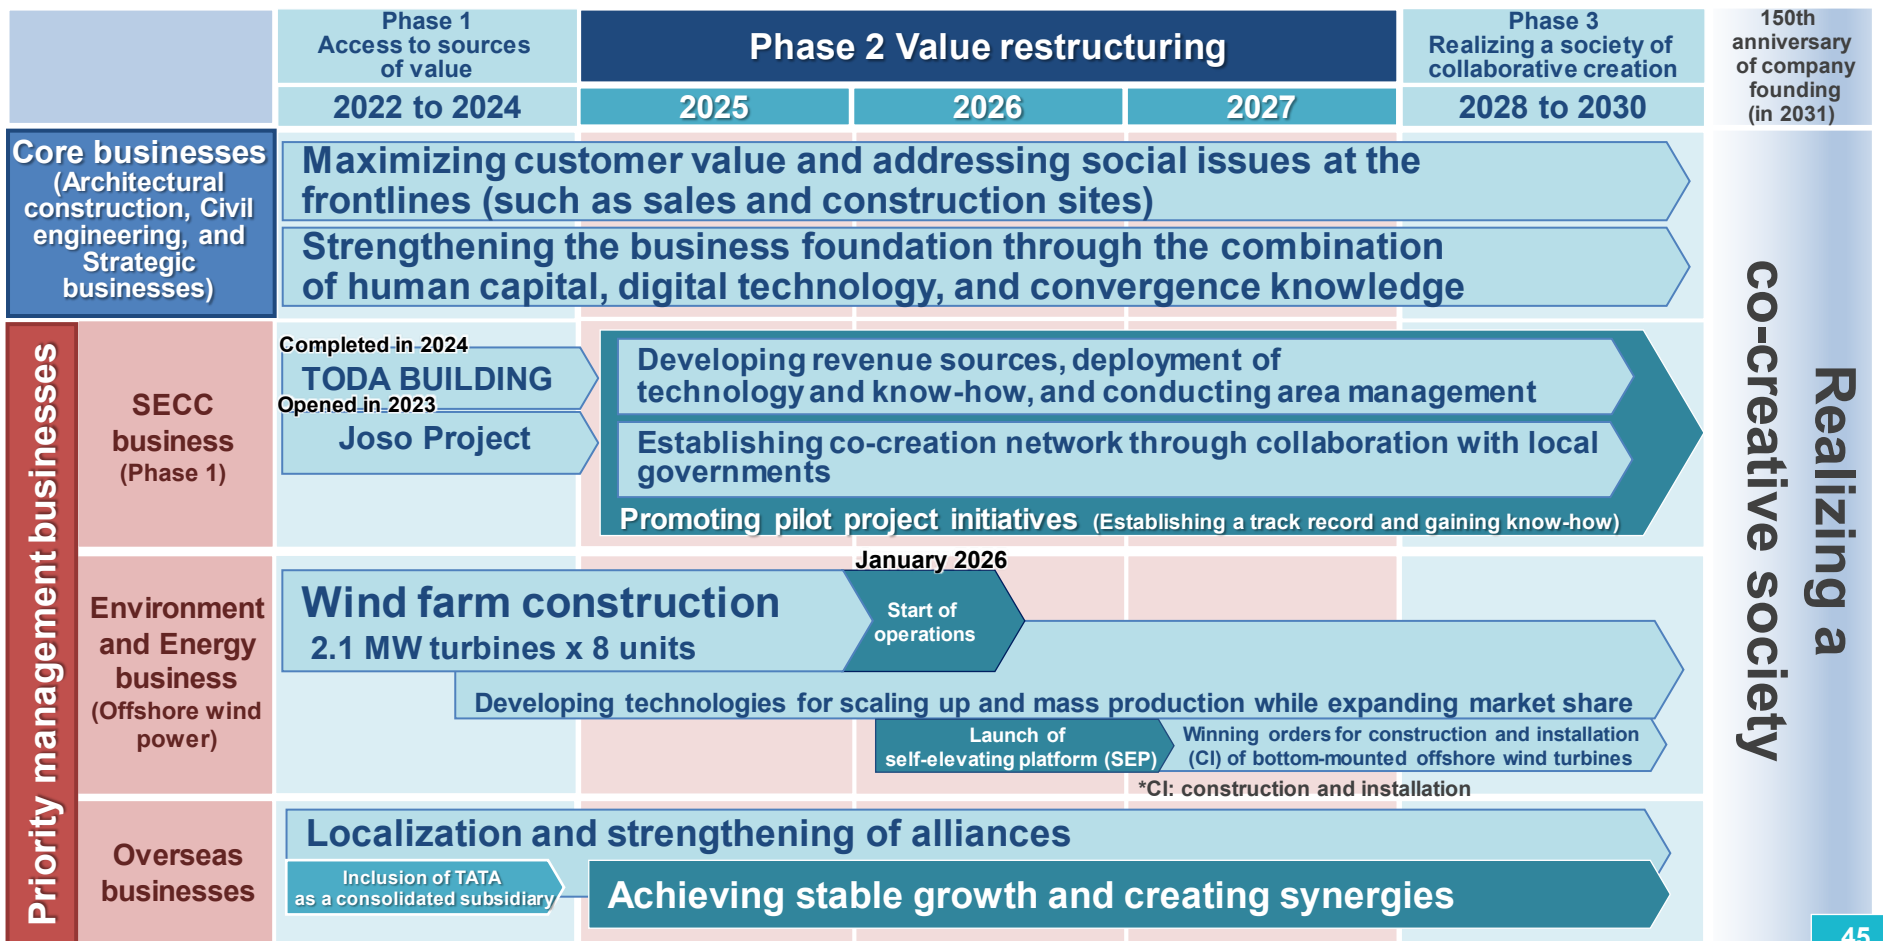 Phase 1
Access to sources
of value
Phase 2 Value restructuring
Phase 3
Realizing a society of
collaborative creation
150th
anniversary
of company
founding
(in 2031)
2022 to 2024
2025
2026
2027
2028 to 2030
Core businesses
(Architectural
construction, Civil
engineering, and
Strategic
businesses)
Maximizing customer value and addressing social issues at the
frontlines (such as sales and construction sites)
Strengthening the business foundation through the combination
of human capital, digital technology, and convergence knowledge
Priority management businesses
SECC
business
(Phase 1)
Completed in 2024
TODA BUILDING
Opened in 2023
Joso Project
Developing revenue sources, deployment of
technology and know-how, and conducting area management
Establishing co-creation network through collaboration with local
governments
Promoting pilot project initiatives (Establishing a track record and gaining know-how)
Environment
and Energy
business
(Offshore wind
power)
January 2026
Wind farm construction
2.1 MW turbines x 8 units
Start of
operations
Developing technologies for scaling up and mass production while expanding market share
Launch of
self-elevating platform (SEP)
Winning orders for construction and installation
(CI) of bottom-mounted offshore wind turbines
*CI: construction and installation
Overseas
businesses
Localization and strengthening of alliances
Inclusion of TATA
as a consolidated subsidiary
Achieving stable growth and creating synergies
Realizing a
co-creative society
45